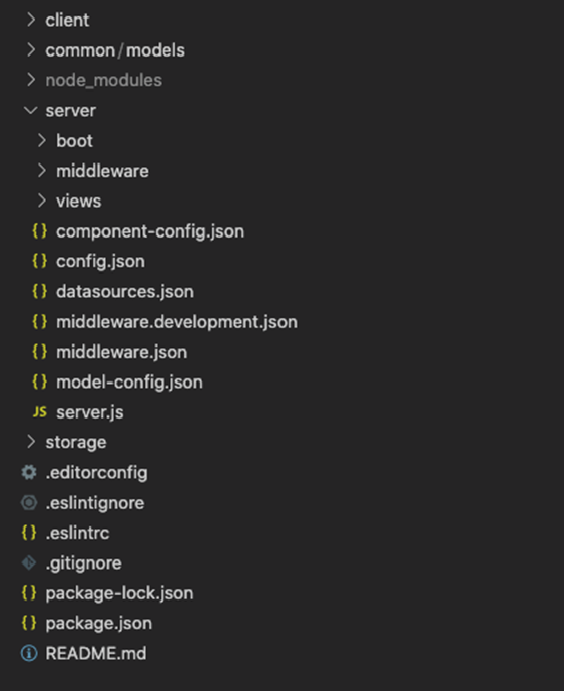 client
common/models
node_modules
server
boot
middleware
views
{} component-config.json
{} config.json
{} datasources.json
{} middleware.development.json
{} middleware.json
{} model-config.json
JS server.js
storage
.editorconfig
.eslintignore
{} .eslintrc
.gitignore
{} package-lock.json
{} package.json
README.md